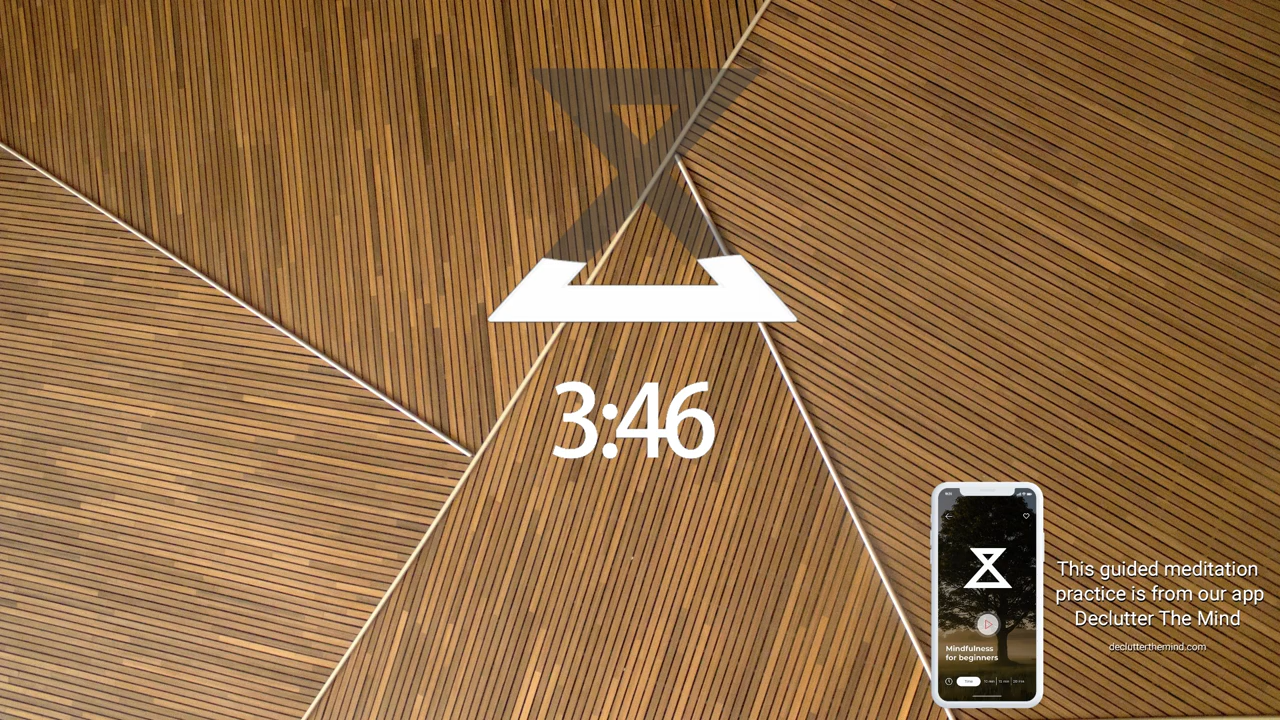 3:46
This guided meditation
practice is from our app
Declutter The Mind
declutterthemind.com
Mindfulness
for beginners